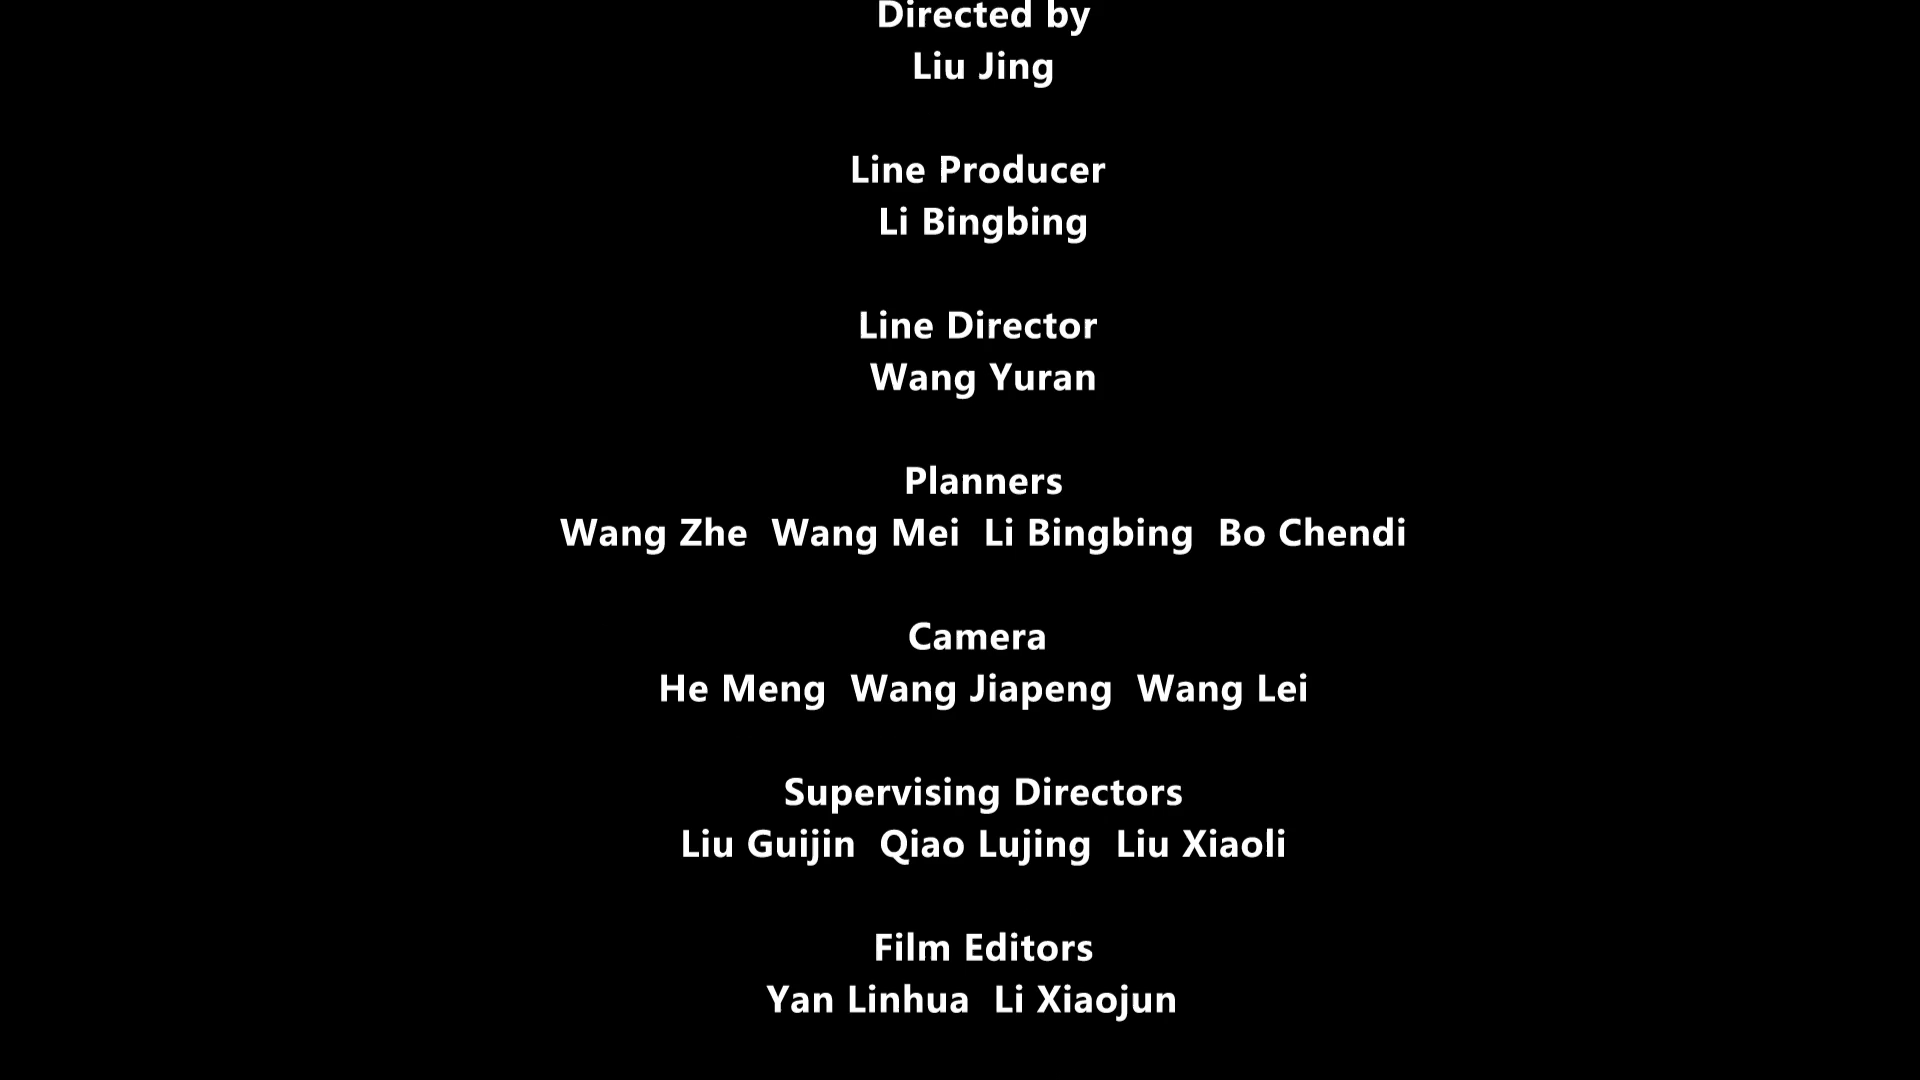 Directed by
Liu Jing
Line Producer
Li Bingbing
Line Director
Wang Yuran
Planners
Wang Zhe  Wang Mei  Li Bingbing  Bo Chendi
Camera
He Meng  Wang Jiapeng  Wang Lei
Supervising Directors
Liu Guijin  Qiao Lujing  Liu Xiaoli
Film Editors
Yan Linhua  Li Xiaojun